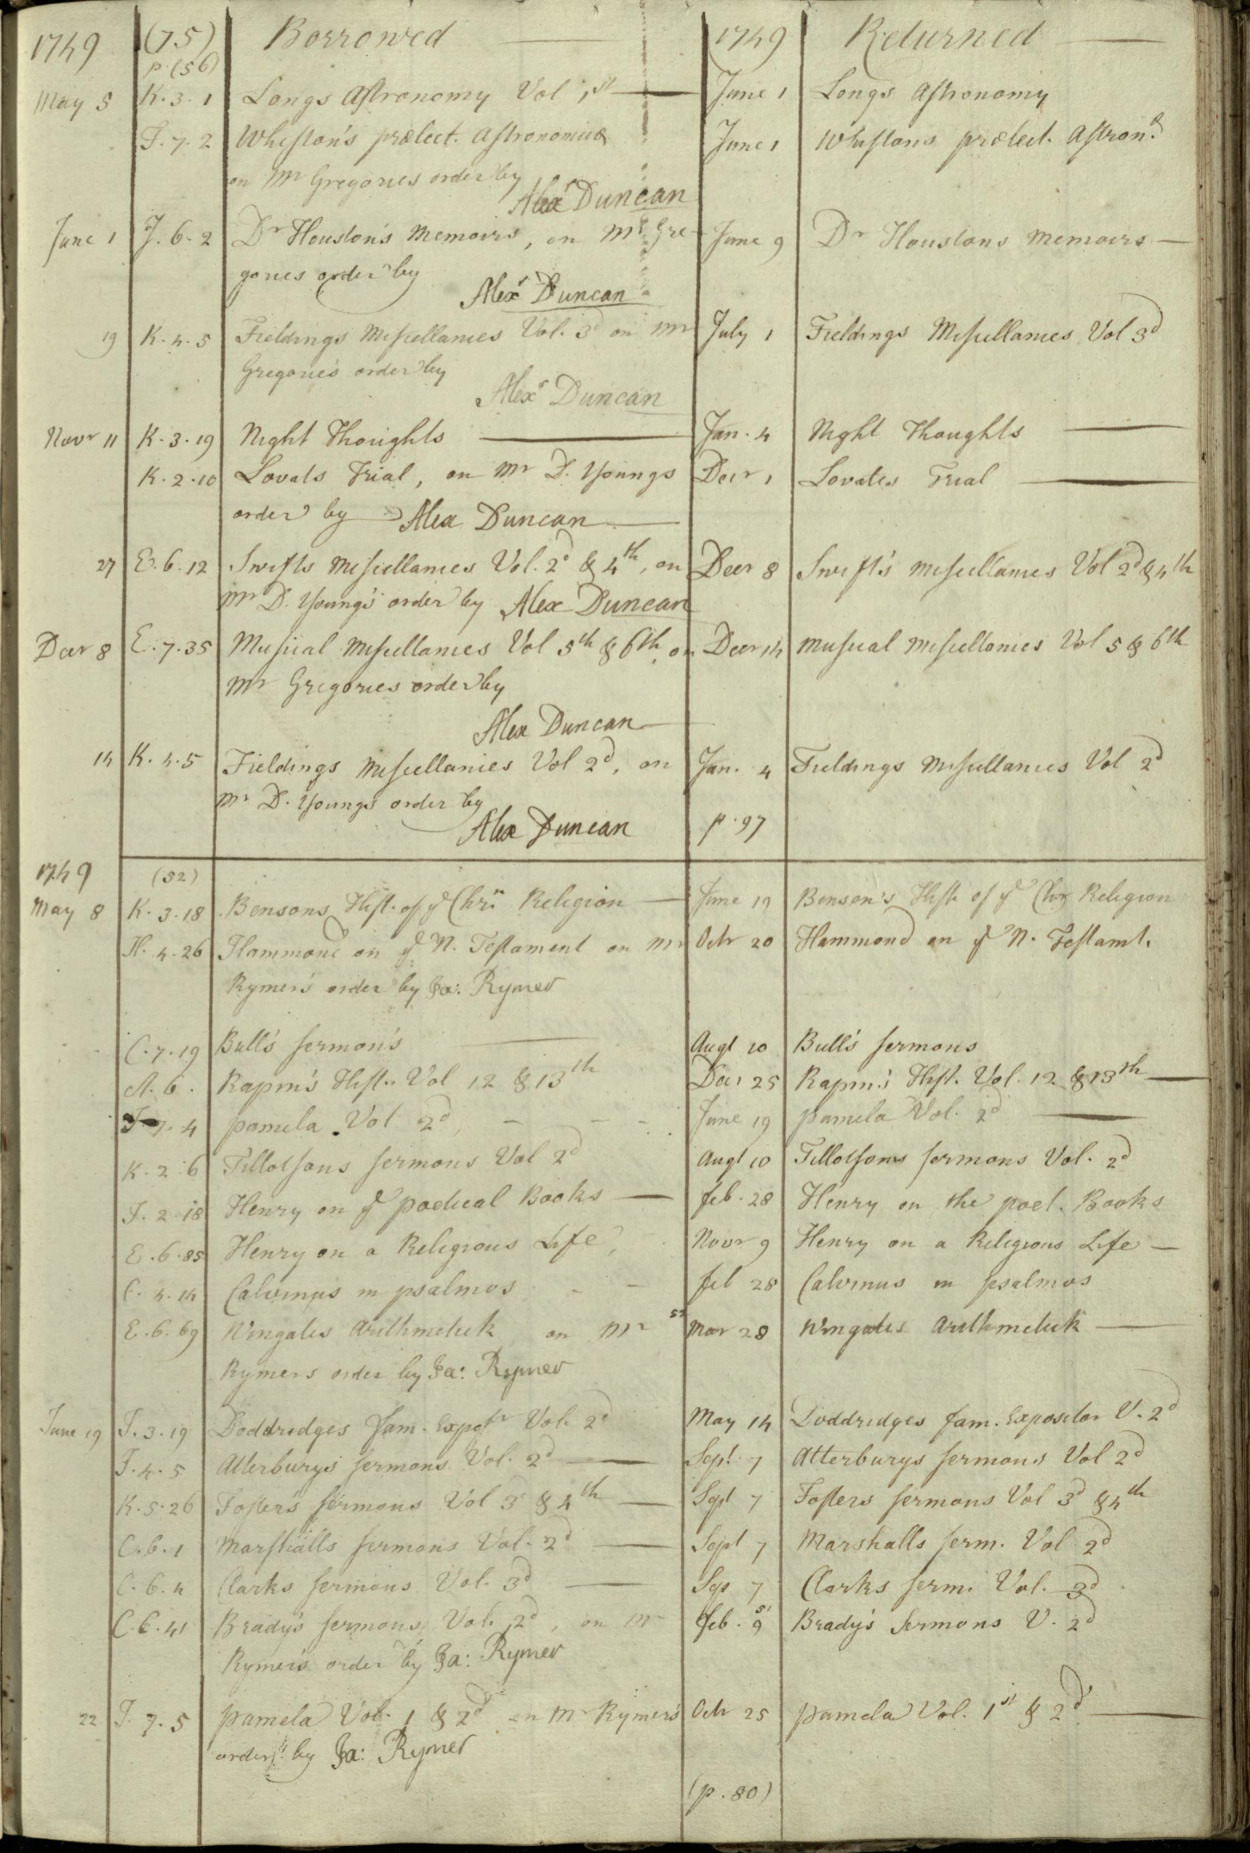 1749 (75) Borrowed 1749 Returned
p. (56)
May 5 K. 3. 1 Longs Astronomy Vol 1st June 1 Longs Astronomy
J. 7. 2 Whiston's prælect. Astronomicæ June 1 Whistons prælect. Astron.
on Mr Gregories order by
Alexr Duncan
June 1 J. 6. 2 Dr Houston's Memoirs, on Mr Gre- June 9 Dr Houstons Memoirs
gories order by
Alexr Duncan
19 K. 4. 5 Fieldings Miscellanies Vol. 3d on Mr July 1 Fieldings Miscellanies Vol 3d
Gregorie's order by
Alexr Duncan
Novr 11 K. 3. 19 Night Thoughts Jan. 4 Night Thoughts
K. 2. 10 Lovats Trial, on Mr D. Youngs Decr 1 Lovates Trial
order by Alex Duncan
27 E. 6. 12 Swifts Miscellanies Vol. 2d & 4th, on Decr 8 Swift's miscellanies Vol 2d & 4th
Mr D. Young's order by Alex Duncan
Decr 8 E. 7. 35 Musical Miscellanies Vol 5th & 6th, on Decr 14 Musical Miscellanies Vol 5 & 6th
Mr Gregories order by
Alex Duncan
14 K. 4. 5 Fieldings Miscellanies Vol 2d, on Jan. 4 Fieldings Miscellanies Vol 2d
Mr D. Youngs order by
Alex Duncan p. 97
1749 (52)
May 8 K. 3. 18 Bensons Hist. of ye Chrn Religion June 19 Benson's Hist of ye Chrn Religion
H. 4. 26 Hammond on ye N. Testament on Mr Octr 20 Hammond on ye N. Testamt.
Rymer's order by Ja: Rymer
C. 7. 19 Bull's sermon's Augt 10 Bull's sermons
A. 6. Rapin's Hist. Vol 12 & 13th Decr 25 Rapin's Hist. Vol. 12 & 13th
7. 4 pamela Vol 2d June 19 pamela Vol. 2d
K. 2. 6 Tillotsons sermons Vol 2d Augt 10 Tillotsons sermons Vol. 2d
J. 2. 18 Henry on ye poetical Books feb. 28 Henry on the poet. Books
E. 6. 85 Henry on a Religious Life, Novr 9 Henry on a Religious Life
C. 4. 14 Calvinus in psalmos feb 28 Calvinus in psalmos
E. 6. 69 Wingates Arithmetick on Mr Mar 28 Wingates Arithmetick
Rymers order by Ja: Rymer
June 19 J. 3. 19 Doddridges fam. Exposr Vol. 2d May 14 Doddridges fam. Expositor V. 2d
J. 4. 5 Atterburys sermons Vol. 2d Sept 7 Atterburys sermons Vol 2d
K. 5. 26 Fosters sermons Vol 3d & 4th Sept 7 Fosters sermons Vol 3d & 4th
C. 6. 1 Marshalls sermons Vol. 2d Sept 7 Marshalls serm. Vol 2d
C. 6. 4 Clarks sermons Vol. 3d Sep 7 Clarks serm. Vol. 3d
C. 6. 41 Brady's sermons, Vol. 2d, on Mr feb. 9 Brady's sermons V. 2d
Rymers order by Ja: Rymer
22 J. 7. 5 pamela Vol. 1 & 2d on Mr Rymers Octr 25 pamela Vol. 1st & 2d
order by Ja: Rymer
(p. 80)